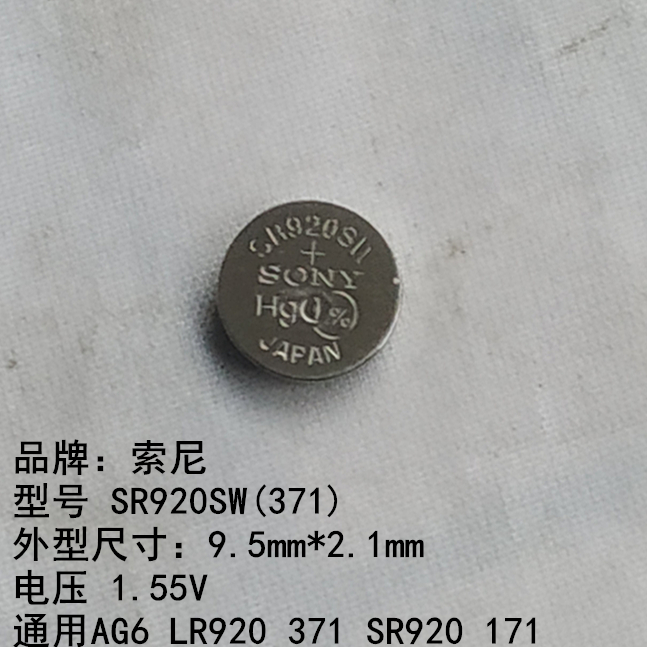 SR920SW
+
SONY
Hg0%
JAPAN
品牌：索尼
型号 SR920SW(371)
外型尺寸：9.5mm*2.1mm
电压 1.55V
通用AG6 LR920 371 SR920 171